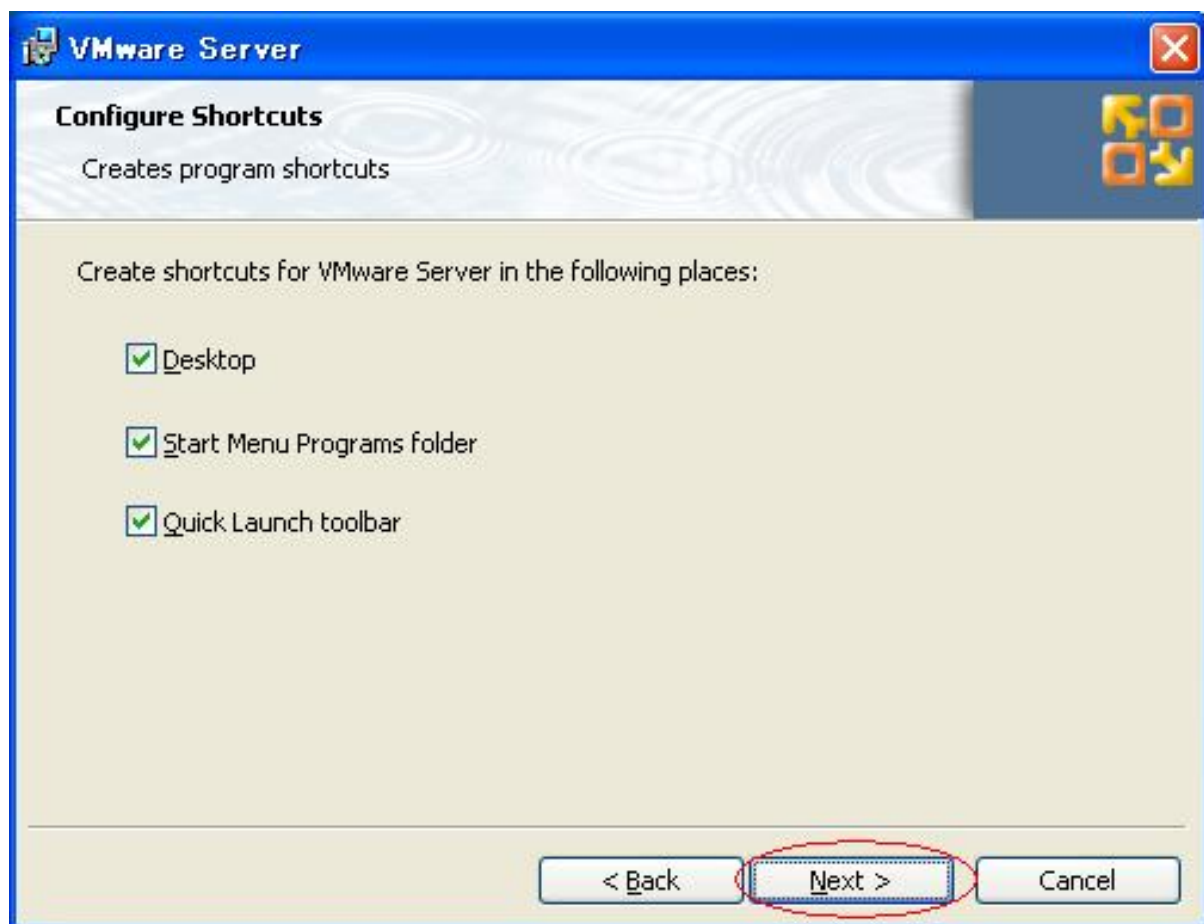 VMware Server
Configure Shortcuts
Creates program shortcuts
Create shortcuts for VMware Server in the following places:
Desktop
Start Menu Programs folder
Quick Launch toolbar
< Back
Next >
Cancel